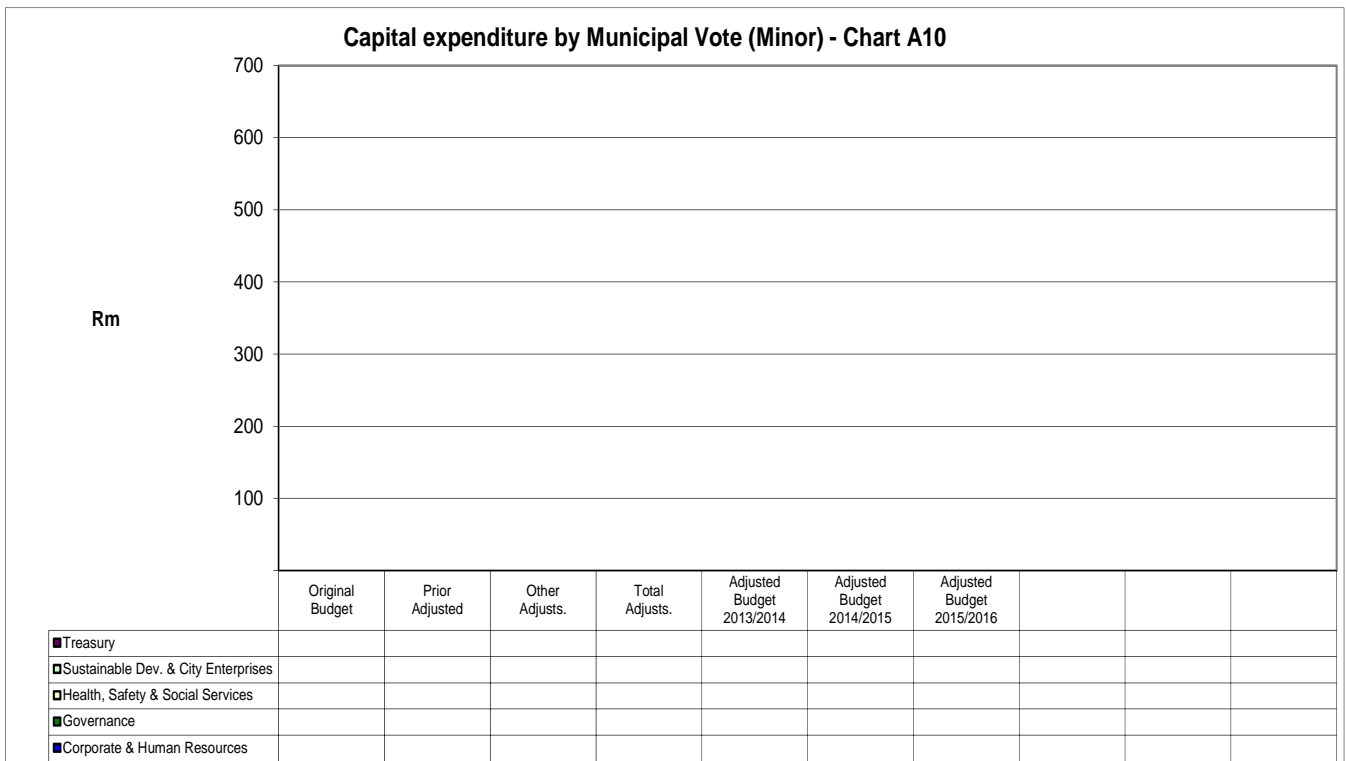 Capital expenditure by Municipal Vote (Minor) - Chart A10
700
600
500
400
Rm
300
200
100
Original Budget
Prior Adjusted
Other Adjusts.
Total Adjusts.
Adjusted Budget 2013/2014
Adjusted Budget 2014/2015
Adjusted Budget 2015/2016
Treasury
Sustainable Dev. & City Enterprises
Health, Safety & Social Services
Governance
Corporate & Human Resources